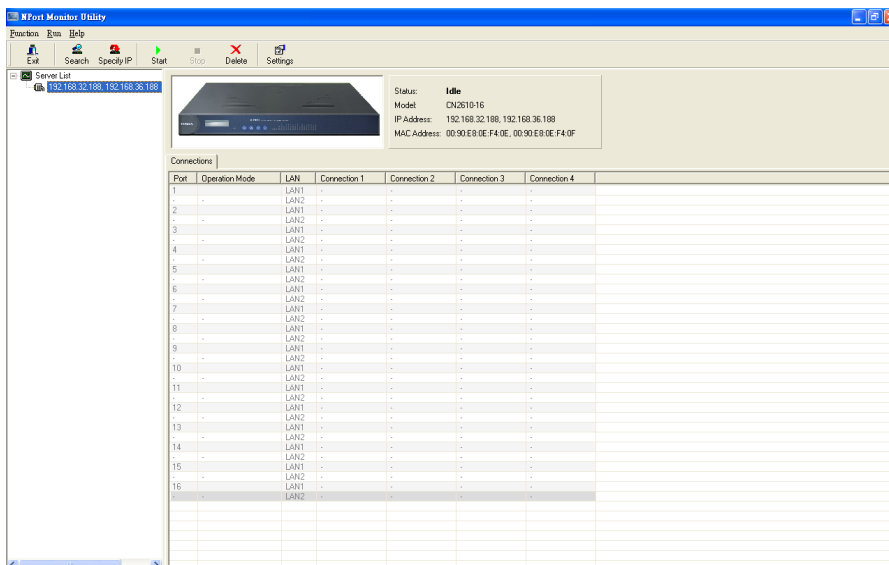 NPort Monitor Utility
Function Run Help
Exit Search Specify IP Start Stop Delete Settings
Server List
192.168.32.188, 192.168.36.188
Status: Idle
Model: CN2610-16
IP Address: 192.168.32.188, 192.168.36.188
MAC Address: 00:90:E8:0E:F4:0E, 00:90:E8:0E:F4:0F
Connections
Port Operation Mode LAN Connection 1 Connection 2 Connection 3 Connection 4
1 LAN1 - - - -
- - LAN2 - - - -
2 LAN1 - - - -
- - LAN2 - - - -
3 LAN1 - - - -
- - LAN2 - - - -
4 LAN1 - - - -
- - LAN2 - - - -
5 LAN1 - - - -
- - LAN2 - - - -
6 LAN1 - - - -
- - LAN2 - - - -
7 LAN1 - - - -
- - LAN2 - - - -
8 LAN1 - - - -
- - LAN2 - - - -
9 LAN1 - - - -
- - LAN2 - - - -
10 LAN1 - - - -
- - LAN2 - - - -
11 LAN1 - - - -
- - LAN2 - - - -
12 LAN1 - - - -
- - LAN2 - - - -
13 LAN1 - - - -
- - LAN2 - - - -
14 LAN1 - - - -
- - LAN2 - - - -
15 LAN1 - - - -
- - LAN2 - - - -
16 LAN1 - - - -
- - LAN2 - - - -